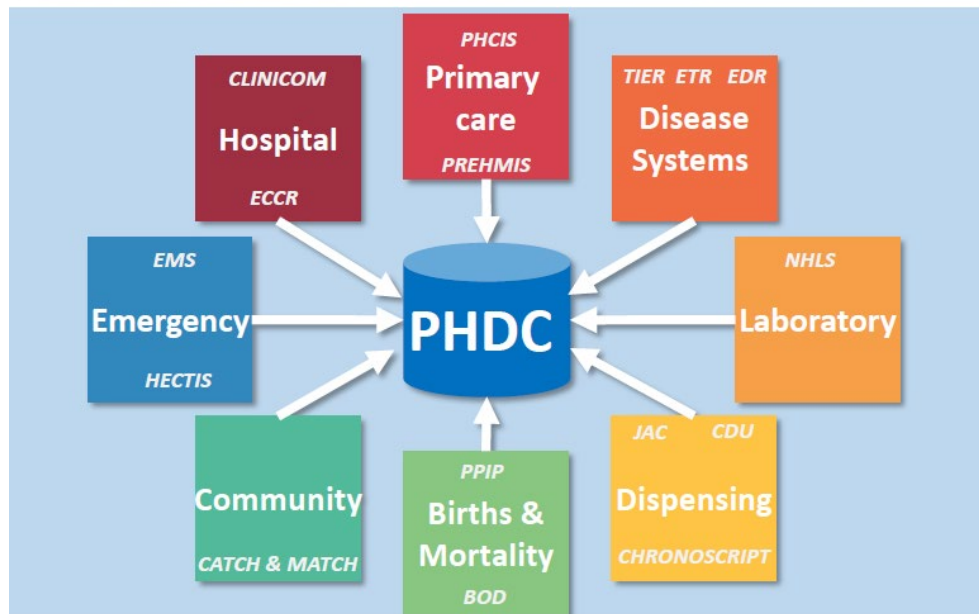 PHCIS
Primary
care
PREHMIS
CLINICOM
Hospital
ECCR
TIER ETR EDR
Disease
Systems
EMS
Emergency
HECTIS
PHDC
NHLS
Laboratory
Community
CATCH & MATCH
PPIP
Births &
Mortality
BOD
JAC CDU
Dispensing
CHRONOSCRIPT